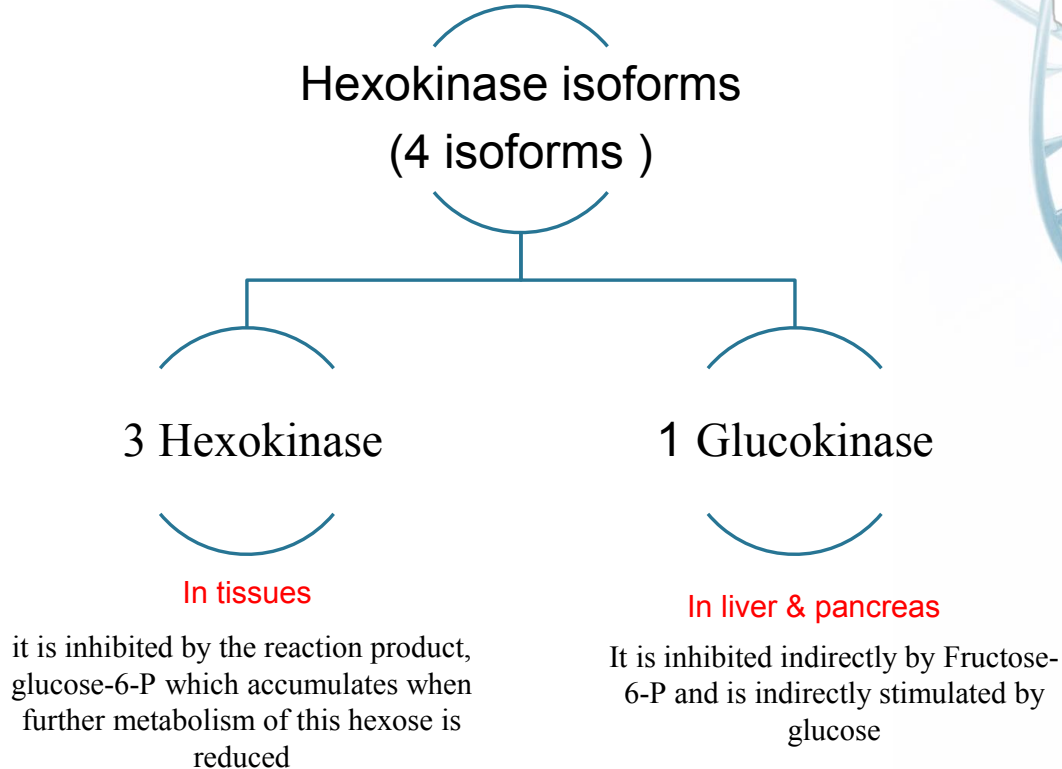 Hexokinase isoforms
(4 isoforms )
3 Hexokinase
In tissues
it is inhibited by the reaction product,
glucose-6-P which accumulates when
further metabolism of this hexose is
reduced
1 Glucokinase
In liver & pancreas
It is inhibited indirectly by Fructose-
6-P and is indirectly stimulated by
glucose